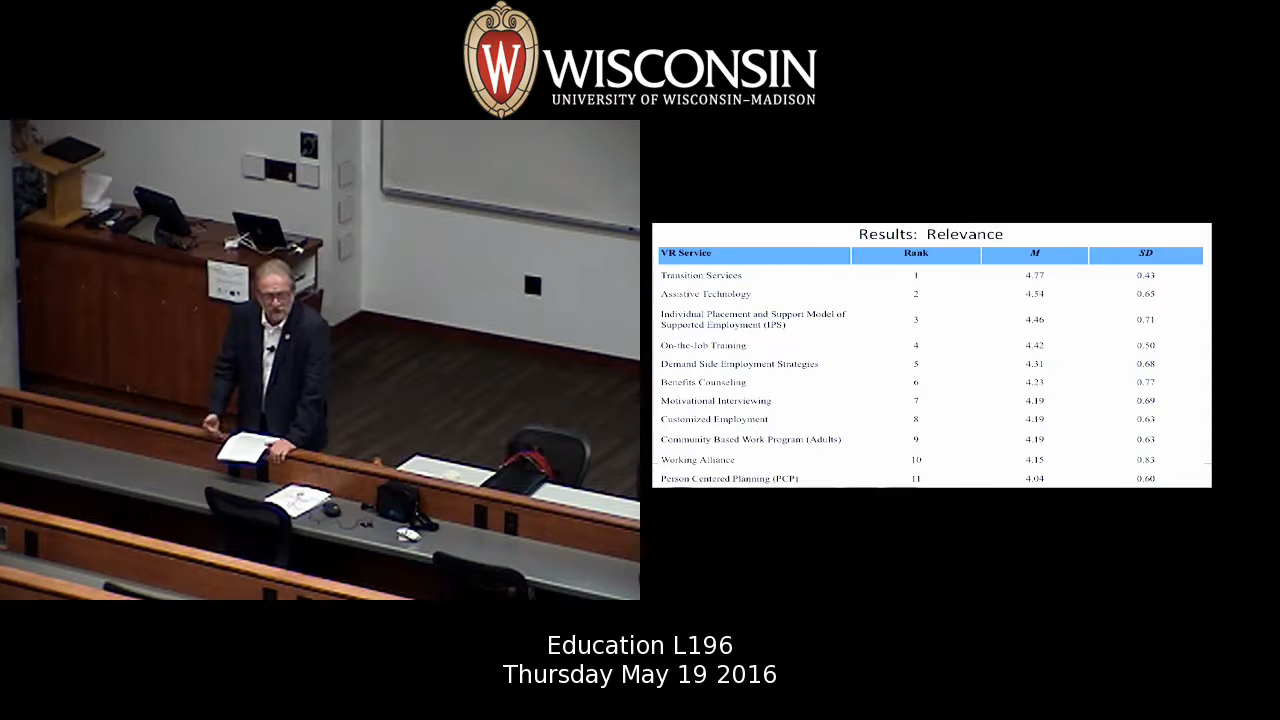 W
WISCONSIN
UNIVERSITY OF WISCONSIN–MADISON
Results: Relevance
VR Service Rank M SD
Transition Services 1 4.77 0.43
Assistive Technology 2 4.54 0.65
Individual Placement and Support Model of
Supported Employment (IPS) 3 4.46 0.71
On-the-Job Training 4 4.42 0.50
Demand Side Employment Strategies 5 4.31 0.68
Benefits Counseling 6 4.23 0.77
Motivational Interviewing 7 4.19 0.69
Customized Employment 8 4.19 0.63
Community Based Work Program (Adults) 9 4.19 0.63
Working Alliance 10 4.15 0.83
Person Centered Planning (PCP) 11 4.04 0.60
Education L196
Thursday May 19 2016